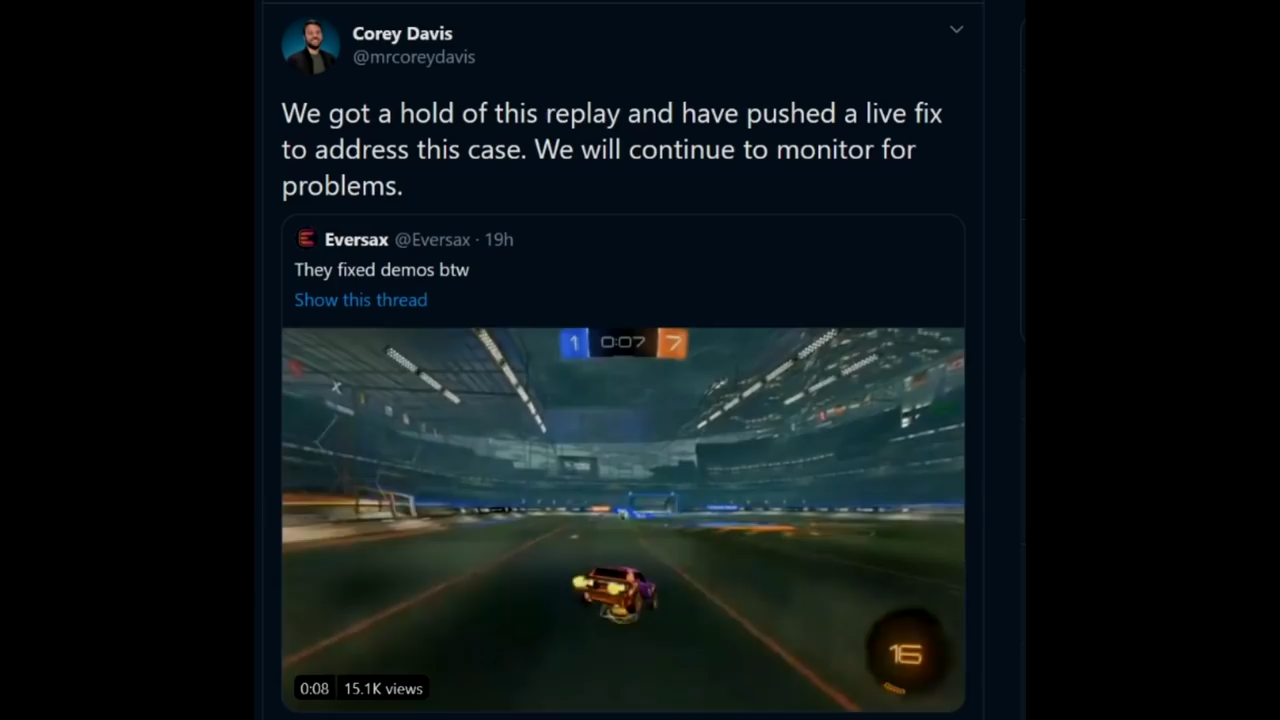 Corey Davis
@mrcoreydavis
We got a hold of this replay and have pushed a live fix
to address this case. We will continue to monitor for
problems.
Eversax @Eversax · 19h
They fixed demos btw
Show this thread
1 0:07 7
16
0:08 15.1K views